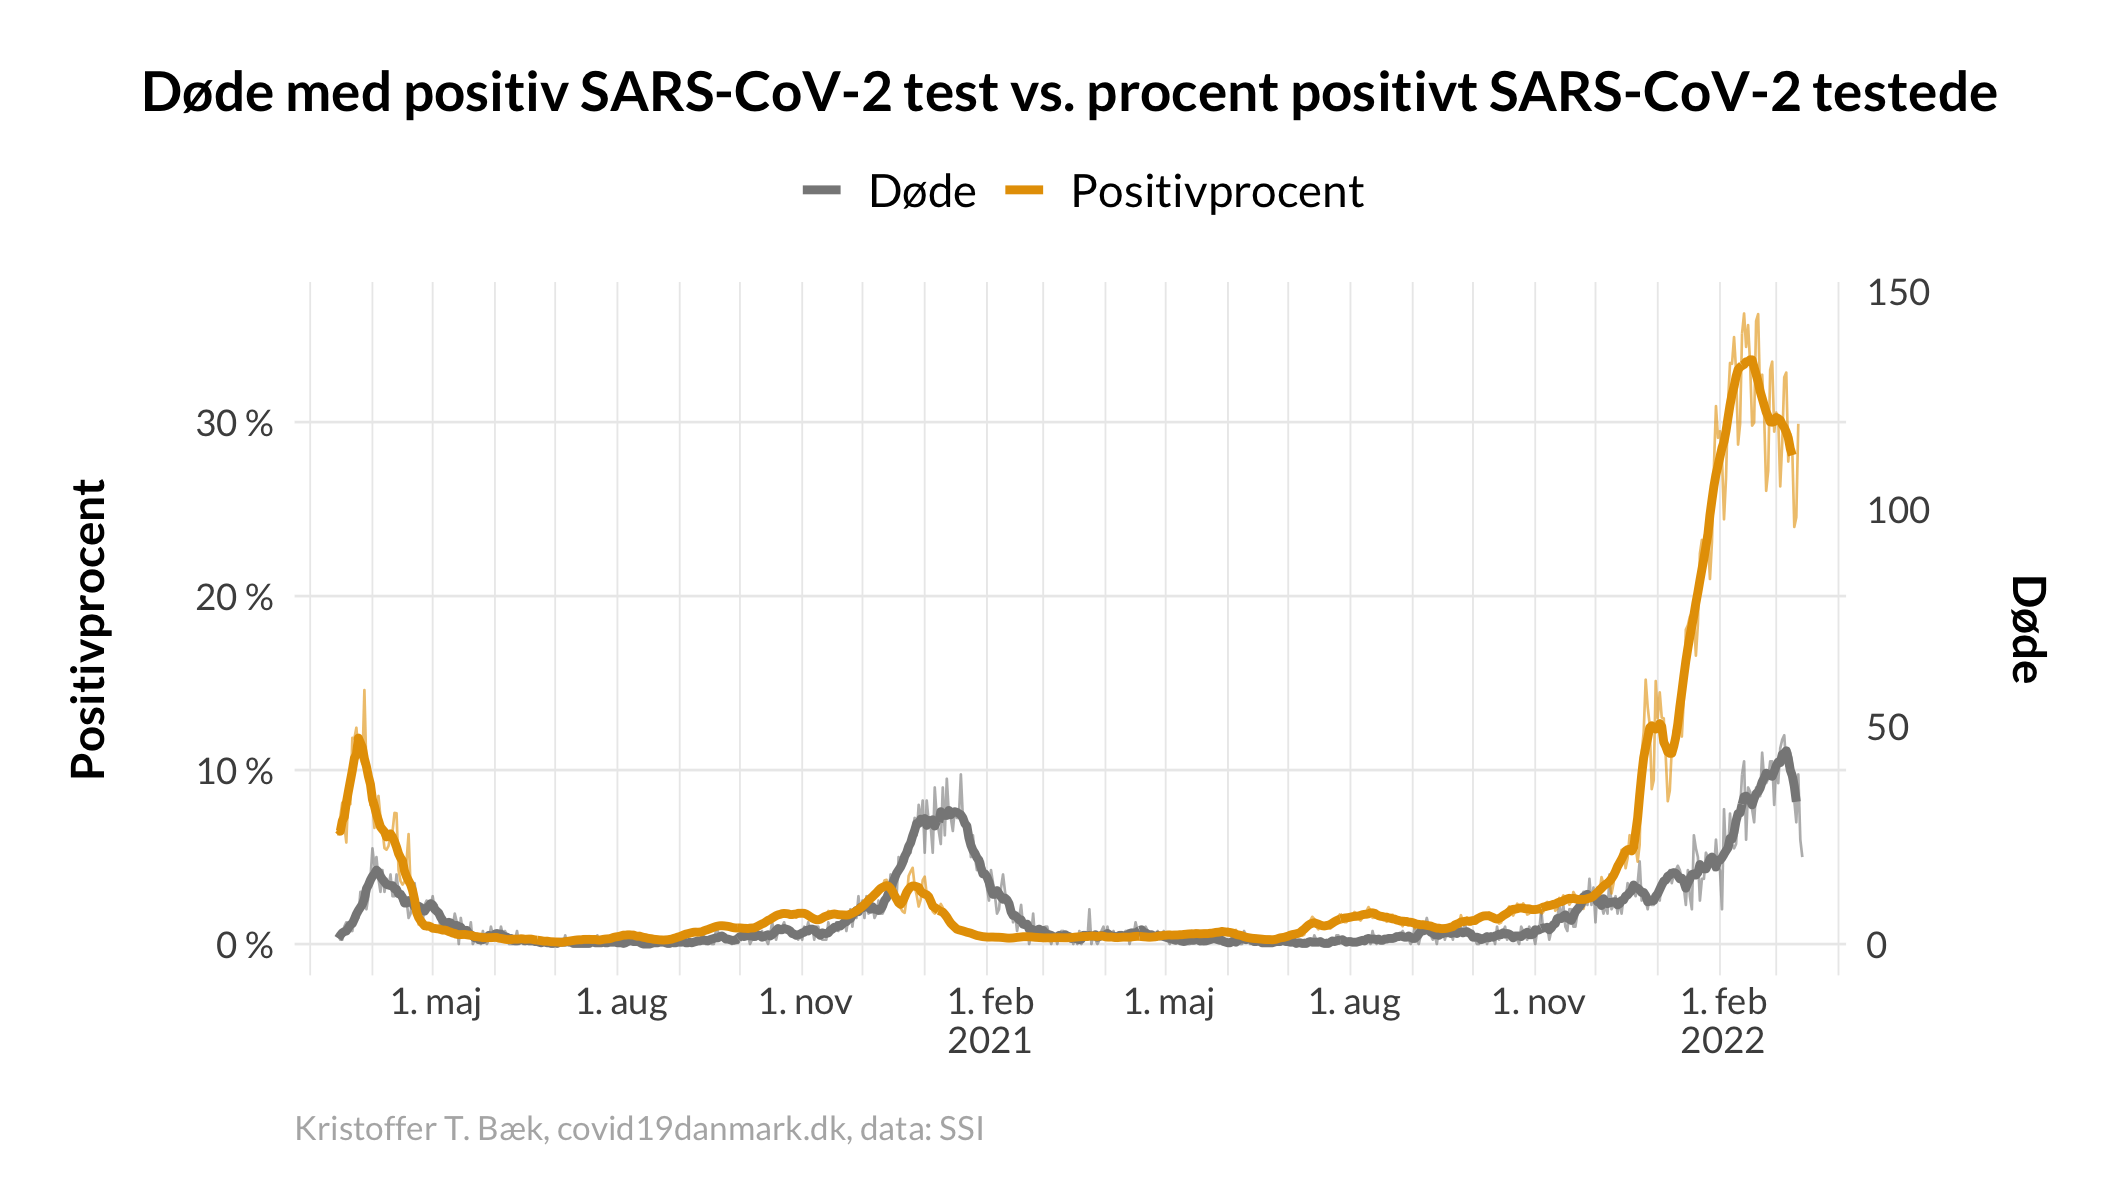 Døde med positiv SARS-CoV-2 test vs. procent positivt SARS-CoV-2 testede
Døde
Positivprocent
150
30 %
100
20 %
50
10 %
0 %
0
Positivprocent
Døde
1. maj
1. aug
1. nov
1. feb
2021
1. maj
1. aug
1. nov
1. feb
2022
Kristoffer T. Bæk, covid19danmark.dk, data: SSI